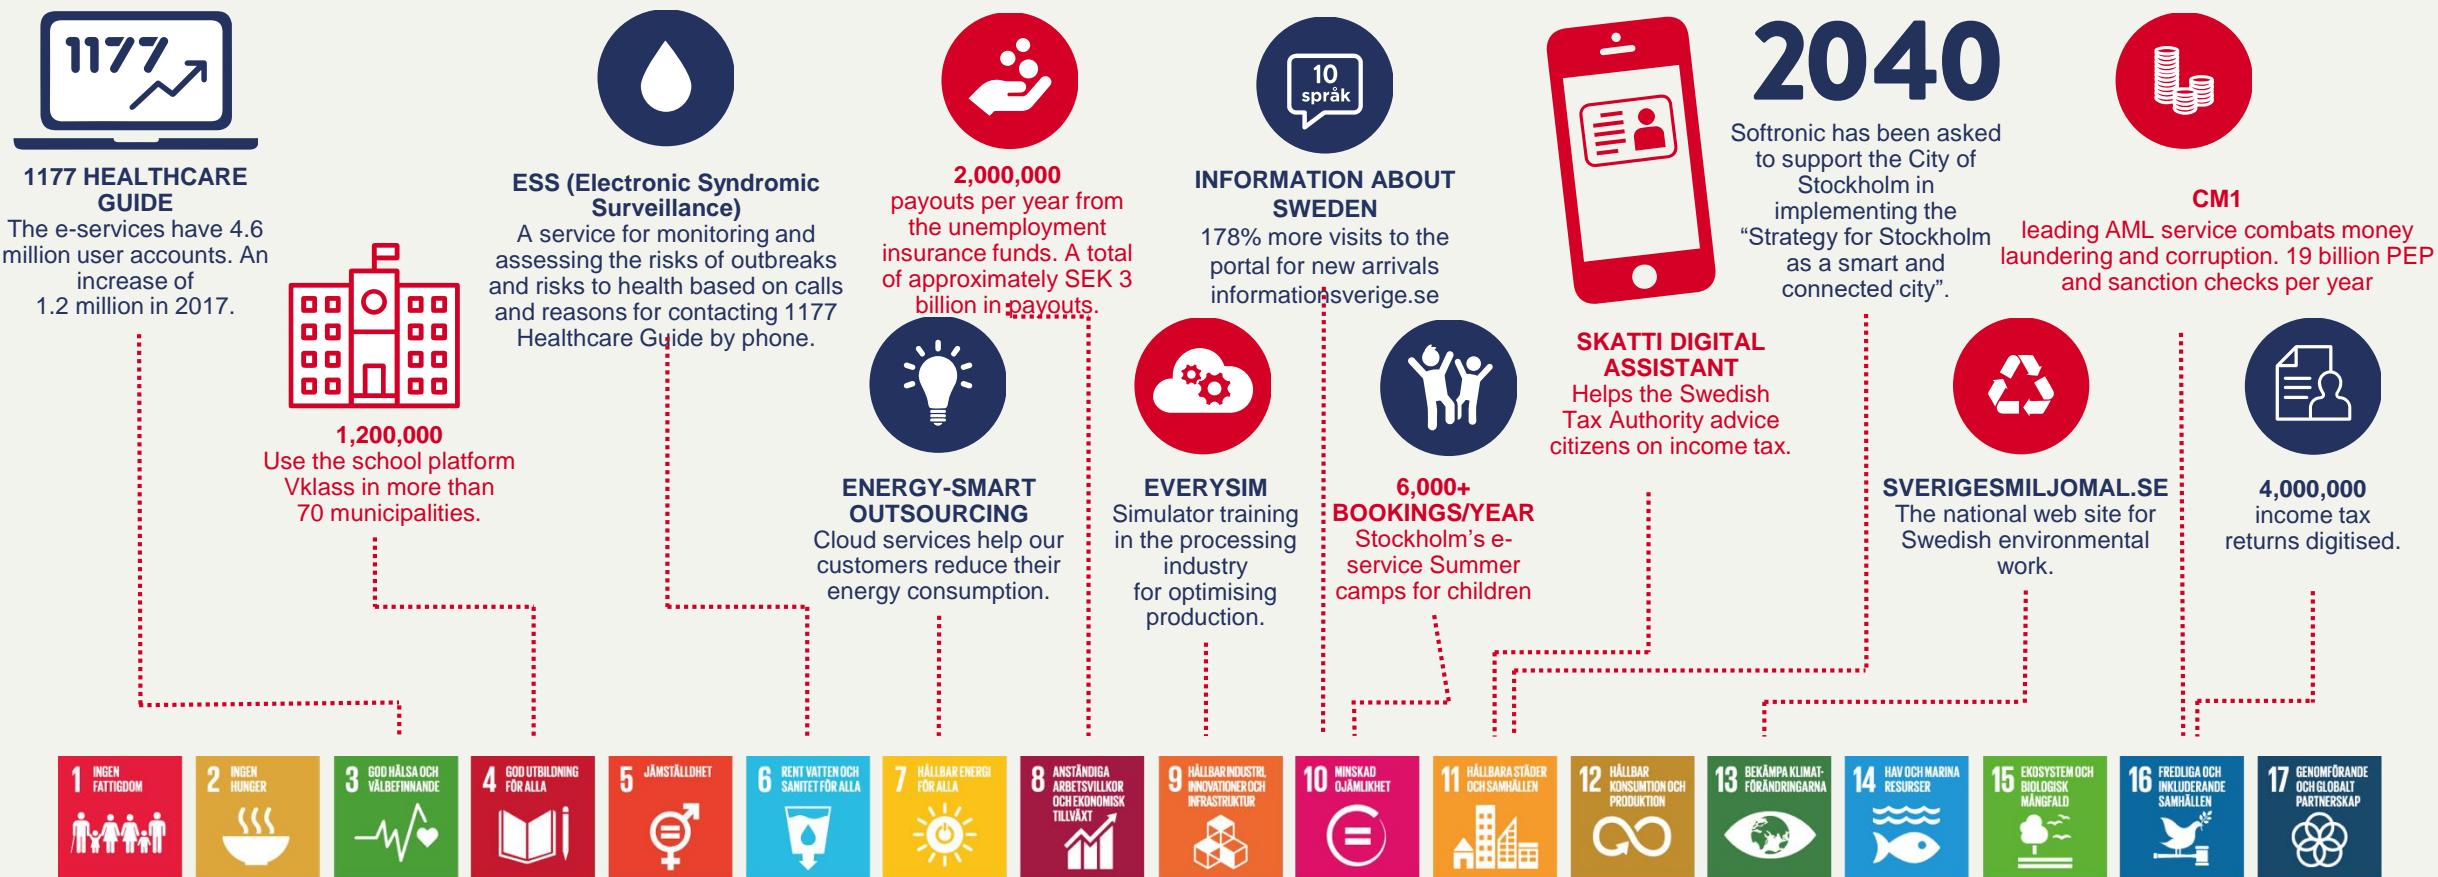 1177
1177 HEALTHCARE
GUIDE
The e-services have 4.6
million user accounts. An
increase of
1.2 million in 2017.
1,200,000
Use the school platform
Vklass in more than
70 municipalities.
ESS (Electronic Syndromic
Surveillance)
A service for monitoring and
assessing the risks of outbreaks
and risks to health based on calls
and reasons for contacting 1177
Healthcare Guide by phone.
2,000,000
payouts per year from
the unemployment
insurance funds. A total
of approximately SEK 3
billion in payouts.
ENERGY-SMART
OUTSOURCING
Cloud services help our
customers reduce their
energy consumption.
10
språk
INFORMATION ABOUT
SWEDEN
178% more visits to the
portal for new arrivals
informationsverige.se
EVERYSIM
Simulator training
in the processing
industry
for optimising
production.
6,000+
BOOKINGS/YEAR
Stockholm’s e-
service Summer
camps for children
SKATTI DIGITAL
ASSISTANT
Helps the Swedish
Tax Authority advice
citizens on income tax.
2040
Softronic has been asked
to support the City of
Stockholm in
implementing the
“Strategy for Stockholm
as a smart and
connected city”.
SVERIGESMILJOMAL.SE
The national web site for
Swedish environmental
work.
CM1
leading AML service combats money
laundering and corruption. 19 billion PEP
and sanction checks per year
4,000,000
income tax
returns digitised.
1 INGEN
FATTIGDOM
2 INGEN
HUNGER
3 GOD HÄLSA OCH
VÄLBEFINNANDE
4 GOD UTBILDNING
FÖR ALLA
5 JÄMSTÄLLDHET
6 RENT VATTEN OCH
SANITET FÖR ALLA
7 HÅLLBAR ENERGI
FÖR ALLA
8 ANSTÄNDIGA
ARBETSVILLKOR
OCH EKONOMISK
TILLVÄXT
9 HÅLLBAR INDUSTRI,
INNOVATIONER OCH
INFRASTRUKTUR
10 MINSKAD
OJÄMLIKHET
11 HÅLLBARA STÄDER
OCH SAMHÄLLEN
12 HÅLLBAR
KONSUMTION OCH
PRODUKTION
13 BEKÄMPA KLIMAT-
FÖRÄNDRINGARNA
14 HAV OCH MARINA
RESURSER
15 EKOSYSTEM OCH
BIOLOGISK
MÅNGFALD
16 FREDLIGA OCH
INKLUDERANDE
SAMHÄLLEN
17 GENOMFÖRANDE
OCH GLOBALT
PARTNERSKAP